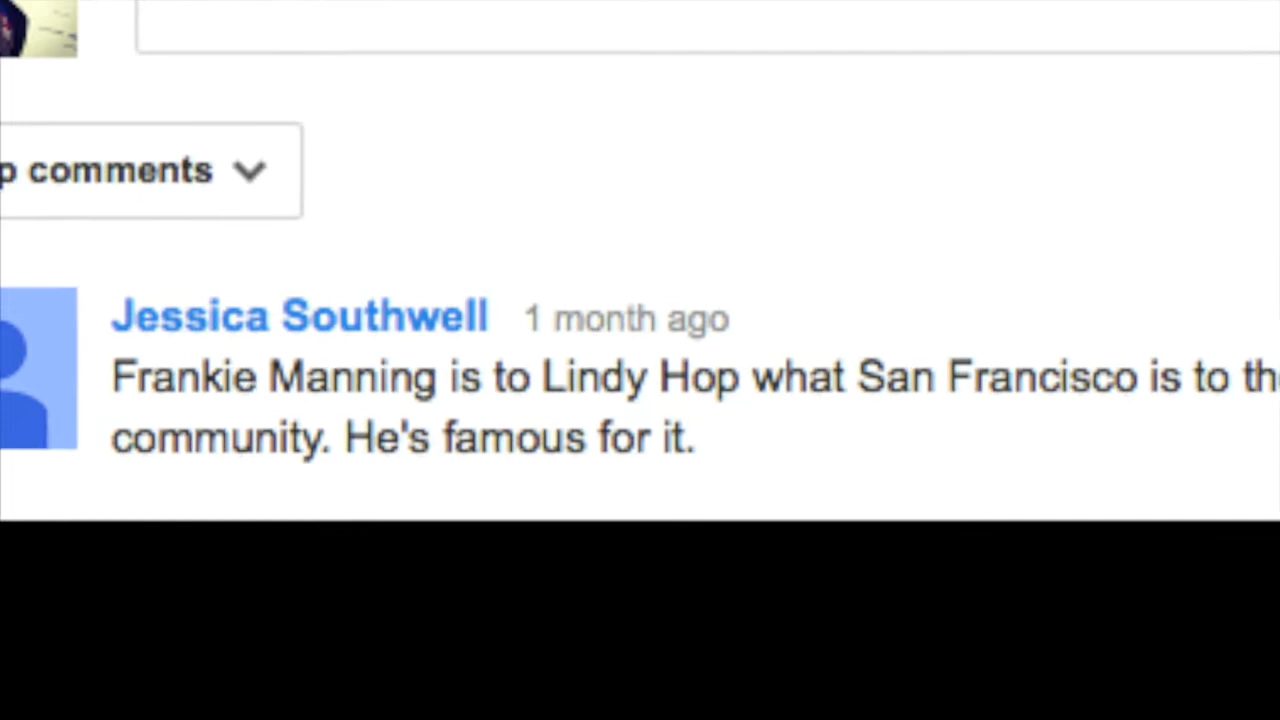 comments
Jessica Southwell 1 month ago
Frankie Manning is to Lindy Hop what San Francisco is to
community. He's famous for it.